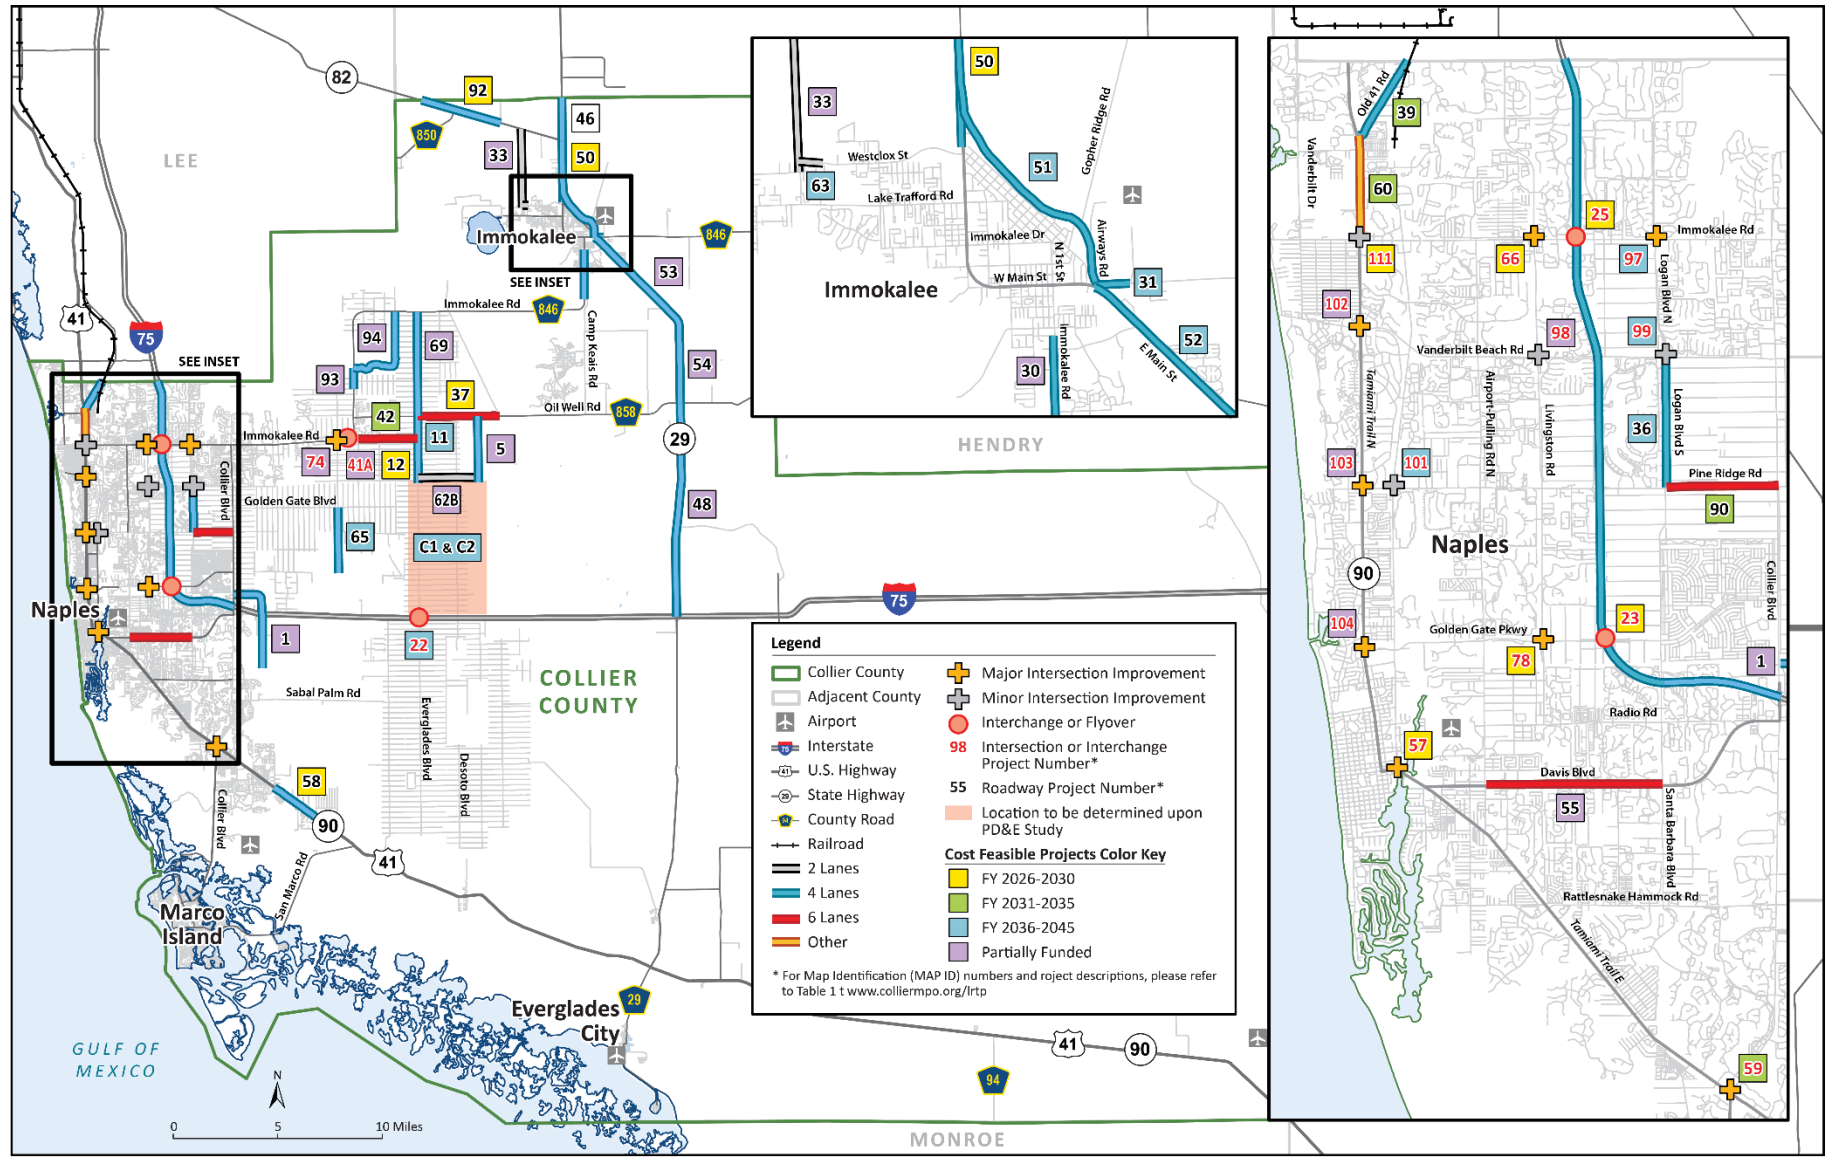 82
92
850
46
50
33
LEE
Immokalee
846
SEE INSET
53
41
75
SEE INSET
Immokalee Rd
846
94
69
Camp Keais Rd
54
93
37
42
Oil Well Rd
858
Immokalee Rd
11
5
29
74
41A
12
Collier Blvd
Golden Gate Blvd
62B
48
65
C1 & C2
75
Naples
1
22
Sabal Palm Rd
COLLIER
COUNTY
Everglades Blvd
Desoto Blvd
58
90
41
Collier Blvd
San Marco Rd
Marco
Island
Everglades
City
29
GULF OF
MEXICO
N
0
5
10 Miles
MONROE
HENDRY
41
90
94
50
33
Gopher Ridge Rd
Westclox St
63
51
Lake Trafford Rd
Immokalee Dr
N 1st St
Airways Rd
W Main St
Immokalee
31
52
E Main St
Immokalee Rd
30
Legend
Collier County
Adjacent County
Airport
75
Interstate
41
U.S. Highway
29
State Highway
County Road
Railroad
2 Lanes
4 Lanes
6 Lanes
Other
Major Intersection Improvement
Minor Intersection Improvement
Interchange or Flyover
98
Intersection or Interchange
Project Number*
55
Roadway Project Number*
Location to be determined upon
PD&E Study
Cost Feasible Projects Color Key
FY 2026-2030
FY 2031-2035
FY 2036-2045
Partially Funded
* For Map Identification (MAP ID) numbers and roject descriptions, please refer
to Table 1 t www.colliermpo.org/lrtp
Old 41 Rd
39
Vanderbilt Dr
60
25
Immokalee Rd
111
66
97
Logan Blvd N
102
98
99
Vanderbilt Beach Rd
Tamiami Trail N
Airport-Pulling Rd N
Livingston Rd
Logan Blvd S
36
103
101
Pine Ridge Rd
90
Naples
90
Collier Blvd
104
Golden Gate Pkwy
23
78
1
Radio Rd
57
Davis Blvd
55
Santa Barbara Blvd
Rattlesnake Hammock Rd
Tamiami Trail E
59